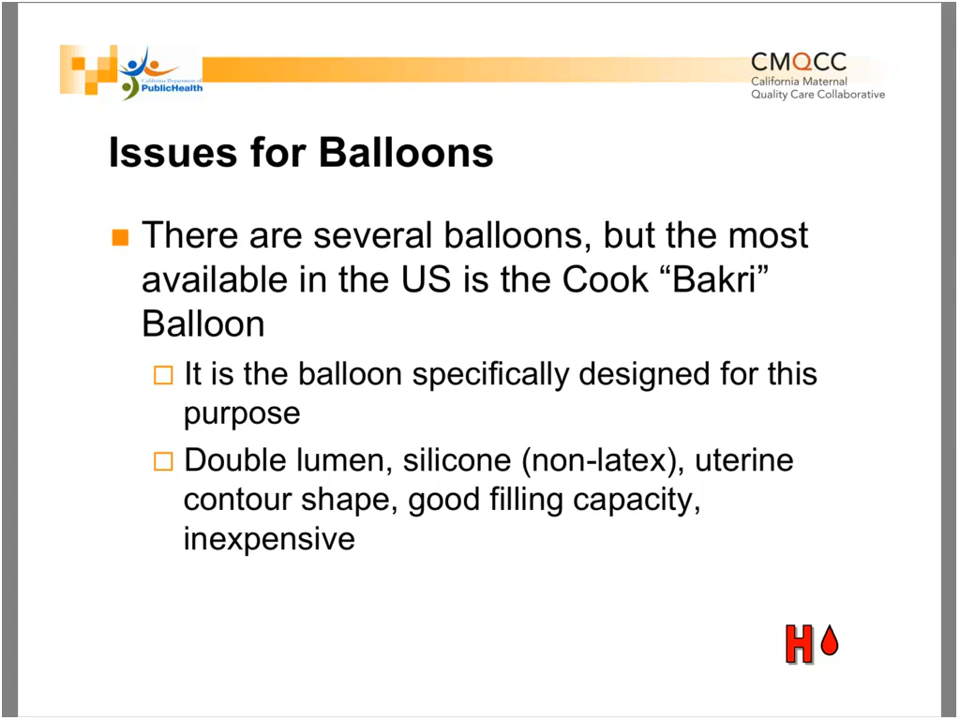 California Department of
PublicHealth
CMQCC
California Maternal
Quality Care Collaborative
Issues for Balloons
There are several balloons, but the most
available in the US is the Cook “Bakri”
Balloon
It is the balloon specifically designed for this
purpose
Double lumen, silicone (non-latex), uterine
contour shape, good filling capacity,
inexpensive
H